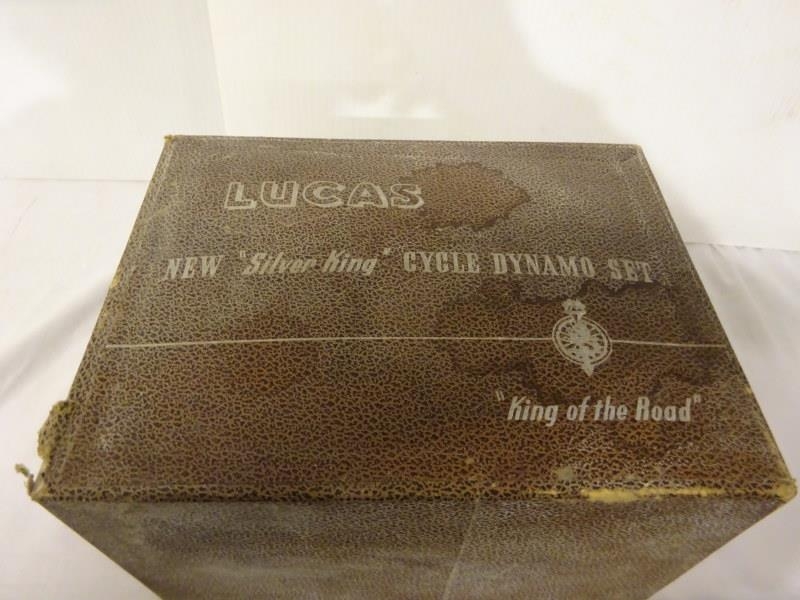 LUCAS
NEW "Silver King" CYCLE DYNAMO SET
"King of the Road"